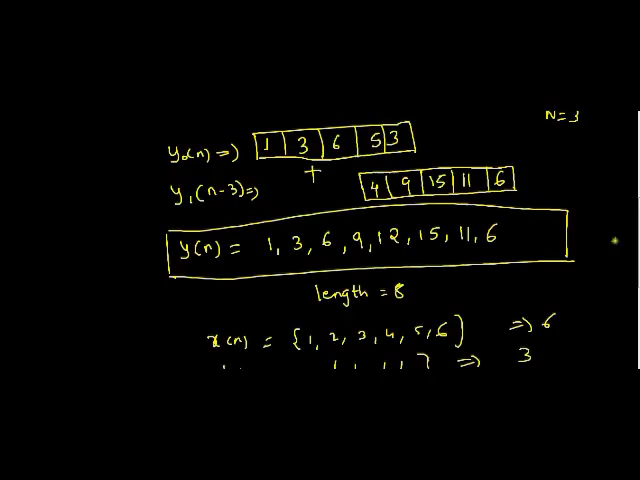 N=3
y₀(n) ⇒ 1 3 6 5 3
+
y₁(n-3) ⇒ 4 9 15 11 6
y(n) = 1, 3, 6, 9, 12, 15, 11, 6
length = 8
x(n) = {1, 2, 3, 4, 5, 6} ⇒ 6
⇒ 3